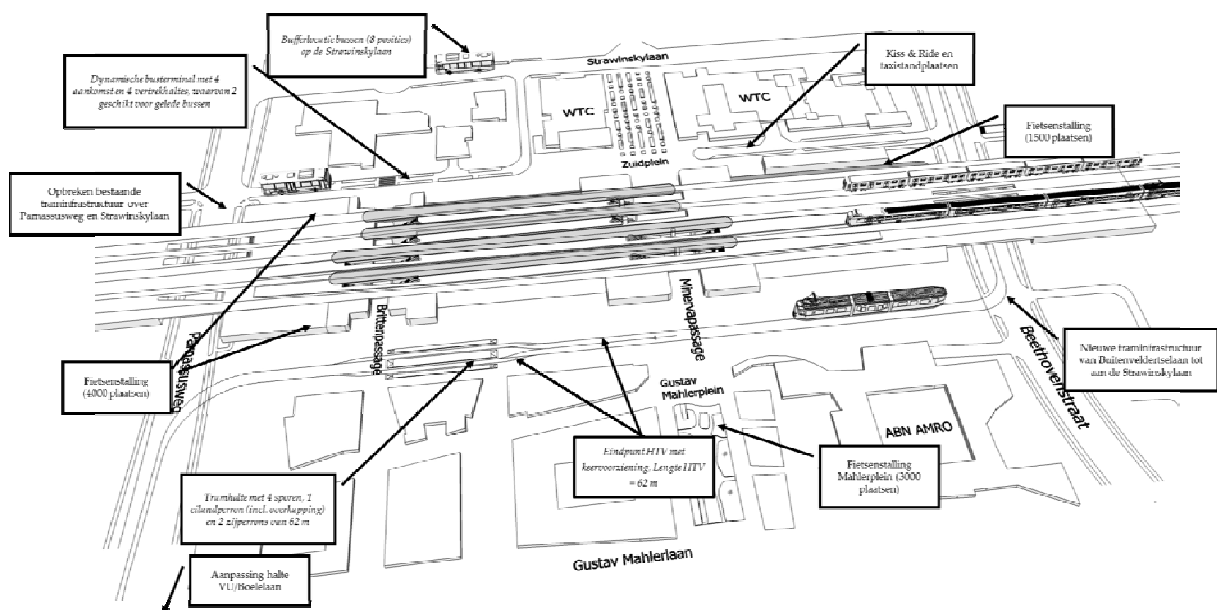 Bufferlocatie bussen (8 posities)
op de Strawinskylaan
Strawinskylaan
Kiss & Ride en
taxistandplaatsen
Dynamische busterminal met 4
aankomst en 4 vertrekhaltes, waarvan 2
geschikt voor gelede bussen
WTC
WTC
Fietsenstalling
(1500 plaatsen)
Zuidplein
Opbreken bestaande
traminfrastructuur over
Parnassusweg en Strawinskylaan
Parnassusweg
Brittenpassage
Minervapassage
Beethovenstraat
Nieuwe traminfrastructuur
van Buitenveldertselaan tot
aan de Strawinskylaan
Fietsenstalling
(4000 plaatsen)
Gustav
Mahlerplein
ABN AMRO
Eindpunt HTV met
keervoorziening. Lengte HTV
= 62 m
Fietsenstalling
Mahlerplein (3000
plaatsen)
Tramhalte met 4 sporen, 1
eilandperron (incl. overkapping)
en 2 zijperrons van 62 m
Gustav Mahlerlaan
Aanpassing halte
VU/Boelelaan